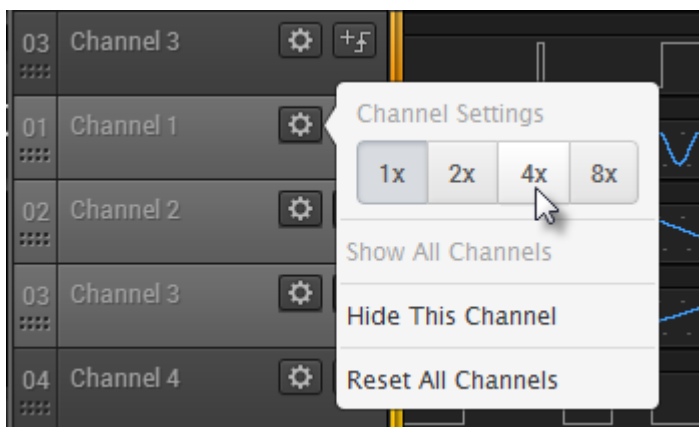 03 Channel 3
01 Channel 1
02 Channel 2
03 Channel 3
04 Channel 4
Channel Settings
1x 2x 4x 8x
Show All Channels
Hide This Channel
Reset All Channels